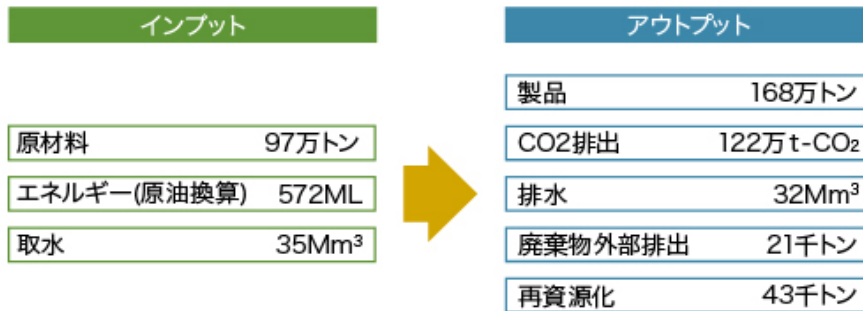 インプット
アウトプット
製品 168万トン
原材料 97万トン
CO2排出 122万t-CO₂
エネルギー(原油換算) 572ML
排水 32Mm³
取水 35Mm³
廃棄物外部排出 21千トン
再資源化 43千トン